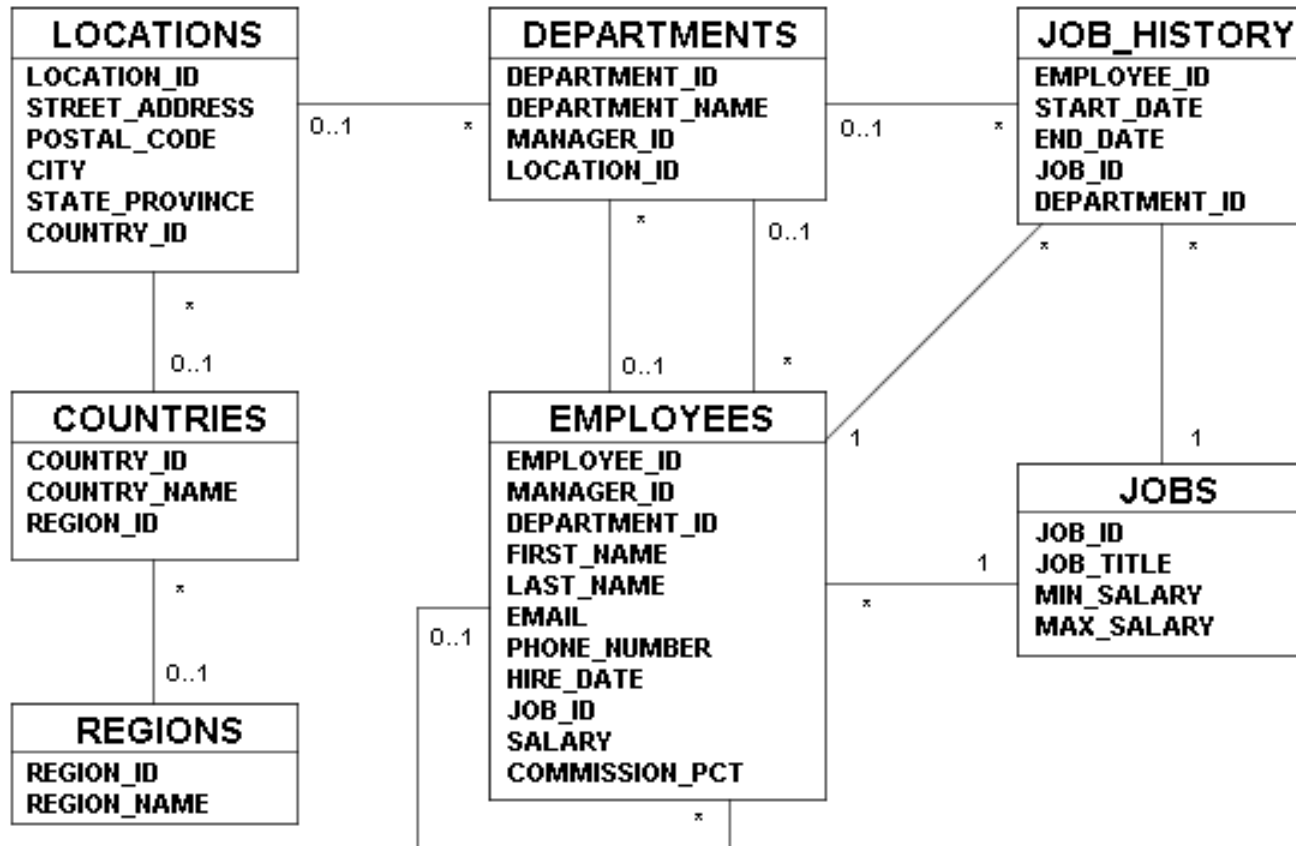 LOCATIONS
LOCATION_ID
STREET_ADDRESS
POSTAL_CODE
CITY
STATE_PROVINCE
COUNTRY_ID
0..1
*
DEPARTMENTS
DEPARTMENT_ID
DEPARTMENT_NAME
MANAGER_ID
LOCATION_ID
0..1
*
JOB_HISTORY
EMPLOYEE_ID
START_DATE
END_DATE
JOB_ID
DEPARTMENT_ID
*
0..1
*
0..1
0..1
*
*
1
*
1
COUNTRIES
COUNTRY_ID
COUNTRY_NAME
REGION_ID
*
0..1
EMPLOYEES
EMPLOYEE_ID
MANAGER_ID
DEPARTMENT_ID
FIRST_NAME
LAST_NAME
EMAIL
PHONE_NUMBER
HIRE_DATE
JOB_ID
SALARY
COMMISSION_PCT
0..1
*
*
1
JOBS
JOB_ID
JOB_TITLE
MIN_SALARY
MAX_SALARY
REGIONS
REGION_ID
REGION_NAME